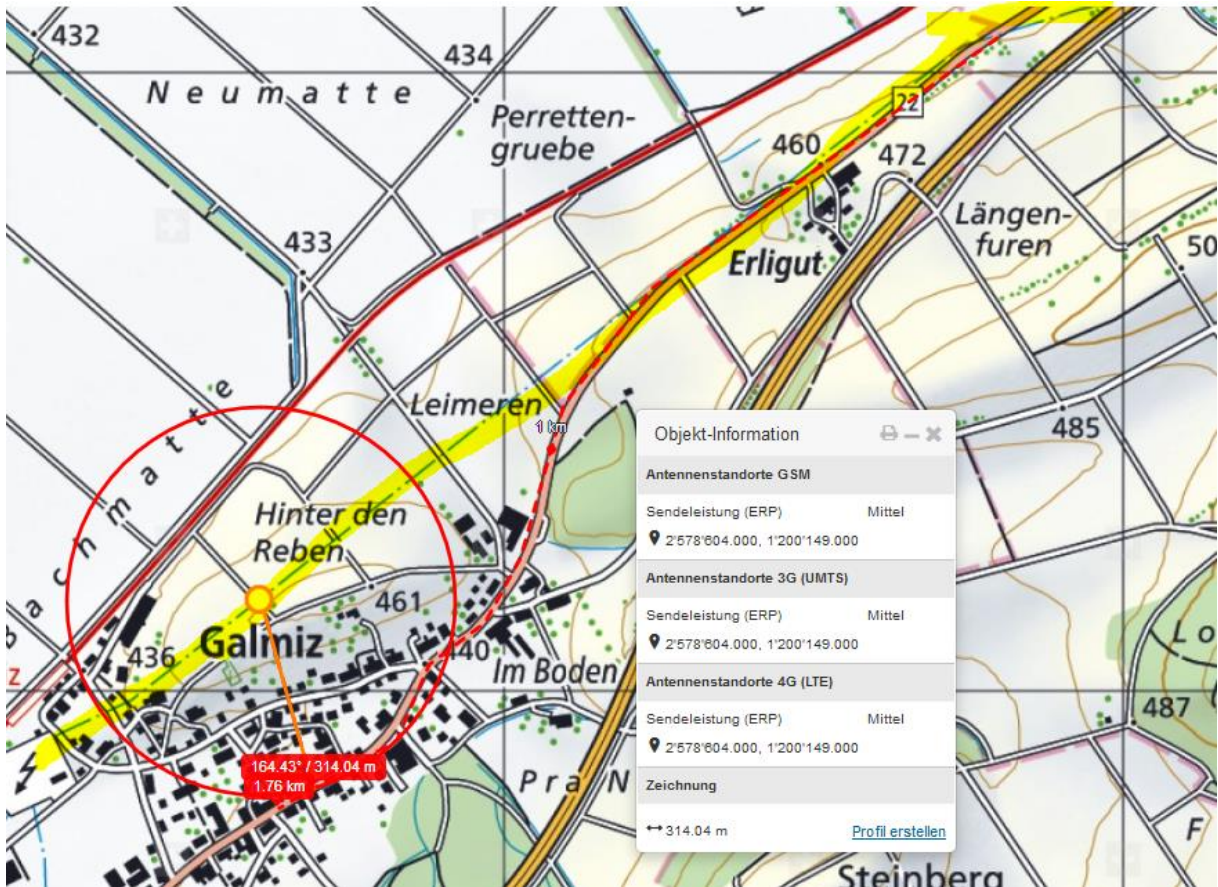 432
434
Neumatte
Perretten-
gruebe
22
460
472
Längen-
furen
50
433
Erligut
Bachmatte
Leimeren
1 km
485
Hinter den
Reben
461
Galmiz
436
440
Im Boden
z
164.43° / 314.04 m
1.76 km
Pra N
Lo
487
F
Steinberg
Objekt-Information
Antennenstandorte GSM
Sendeleistung (ERP) Mittel
2'578'604.000, 1'200'149.000
Antennenstandorte 3G (UMTS)
Sendeleistung (ERP) Mittel
2'578'604.000, 1'200'149.000
Antennenstandorte 4G (LTE)
Sendeleistung (ERP) Mittel
2'578'604.000, 1'200'149.000
Zeichnung
314.04 m Profil erstellen